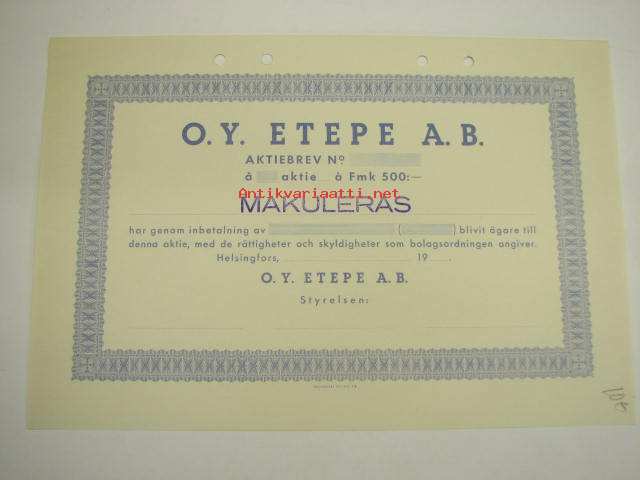 O.Y. ETEPE A.B.
AKTIEBREV No
å aktie à Fmk 500:—
Antikvariaatti.net
MAKULERAS
har genom inbetalning av ( ) blivit ägare till
denna aktie, med de rättigheter och skyldigheter som bolagsordningen angiver.
Helsingfors, 19 .
O.Y. ETEPE A.B.
Styrelsen: